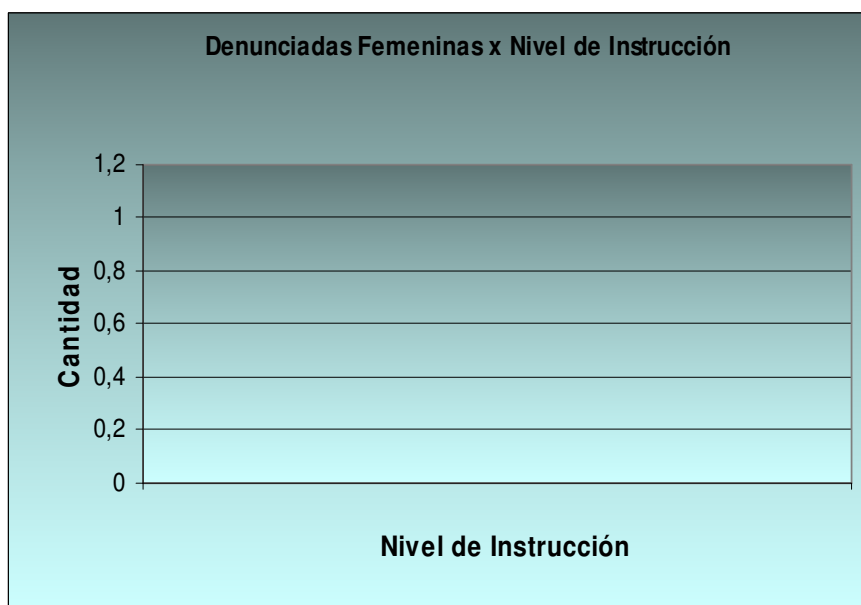 Denunciadas Femeninas x Nivel de Instrucción
1,2
1
0,8
0,6
0,4
0,2
0
Cantidad
Nivel de Instrucción